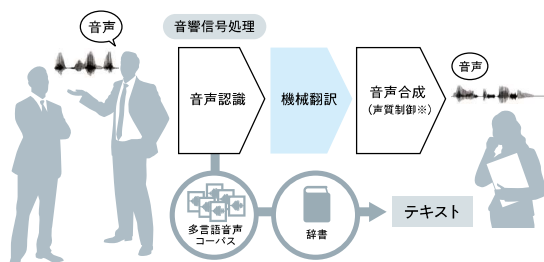 音声
音響信号処理
音声認識
機械翻訳
音声合成
(声質制御※)
音声
多言語音声
コーパス
辞書
テキスト